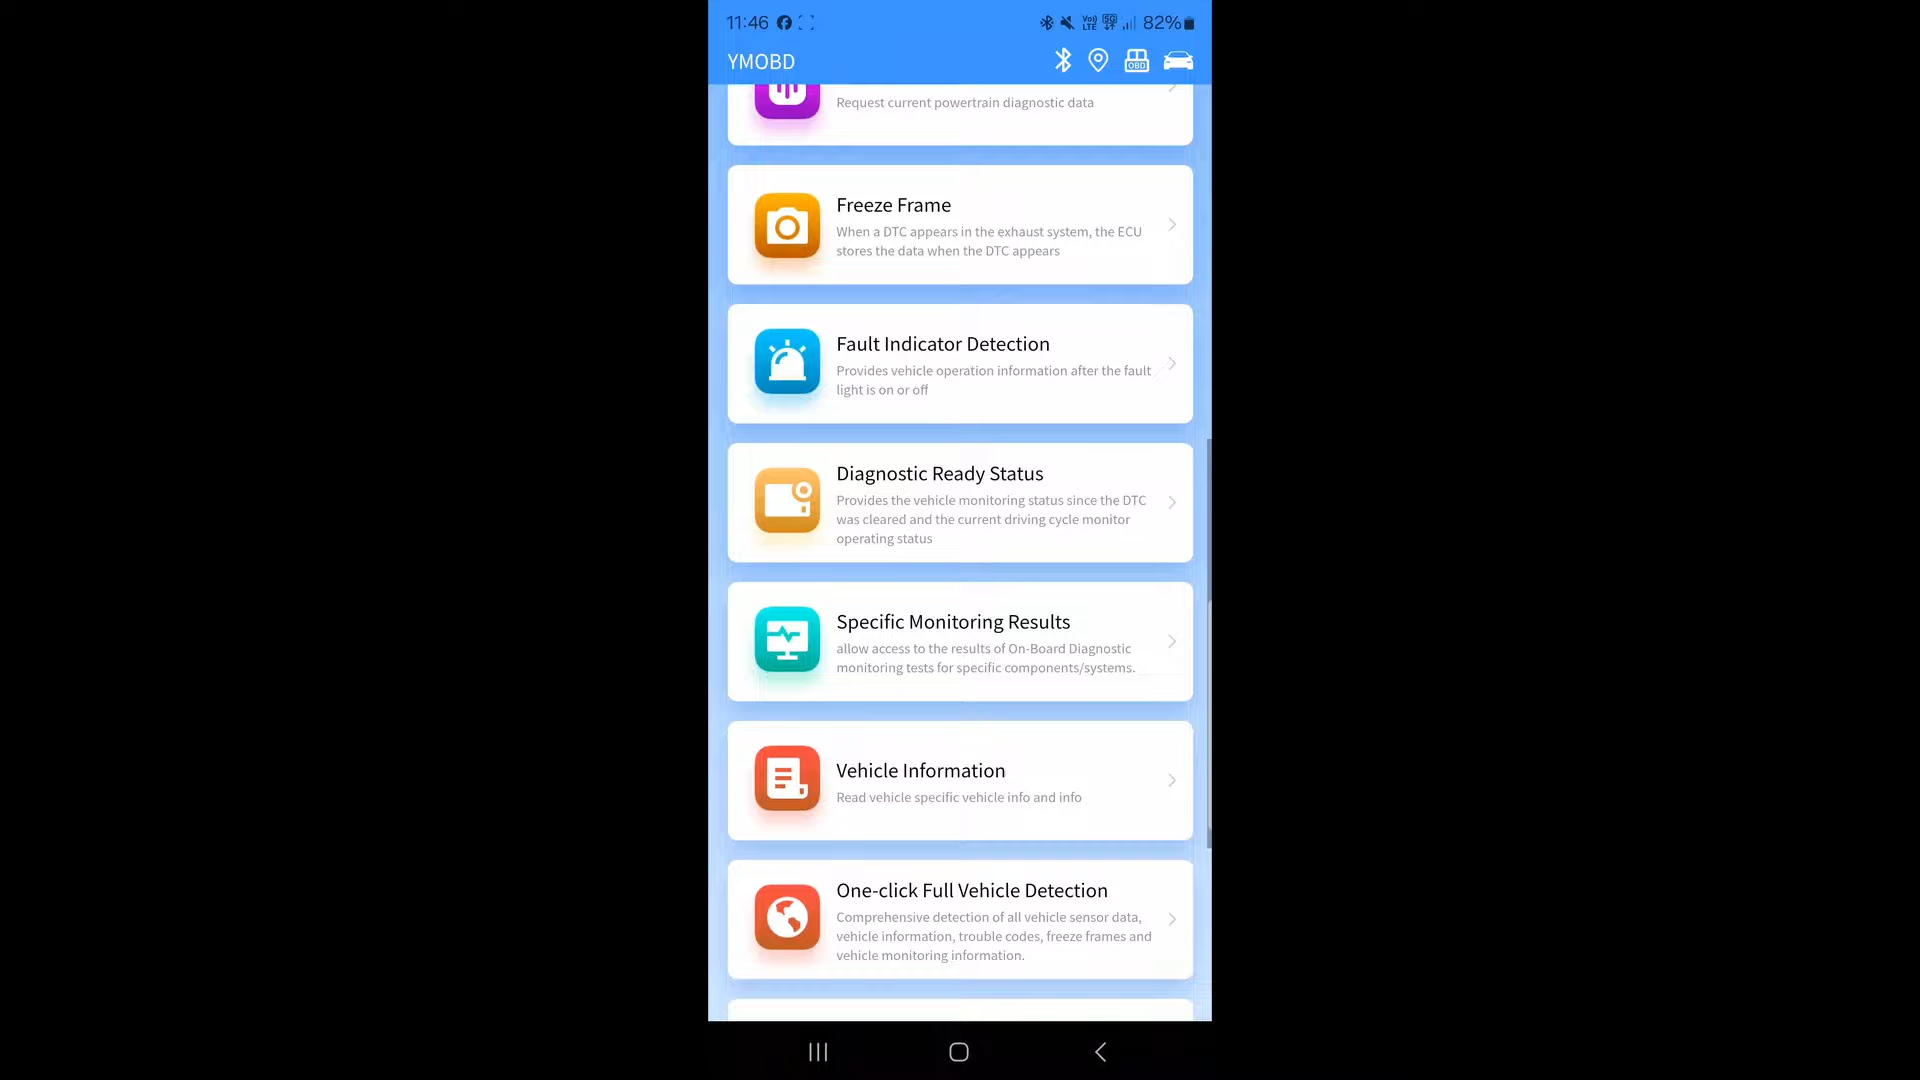 11:46 82%
YMOBD
OBD
Request current powertrain diagnostic data
Freeze Frame
When a DTC appears in the exhaust system, the ECU
stores the data when the DTC appears
Fault Indicator Detection
Provides vehicle operation information after the fault
light is on or off
Diagnostic Ready Status
Provides the vehicle monitoring status since the DTC
was cleared and the current driving cycle monitor
operating status
Specific Monitoring Results
allow access to the results of On-Board Diagnostic
monitoring tests for specific components/systems.
Vehicle Information
Read vehicle specific vehicle info and info
One-click Full Vehicle Detection
Comprehensive detection of all vehicle sensor data,
vehicle information, trouble codes, freeze frames and
vehicle monitoring information.